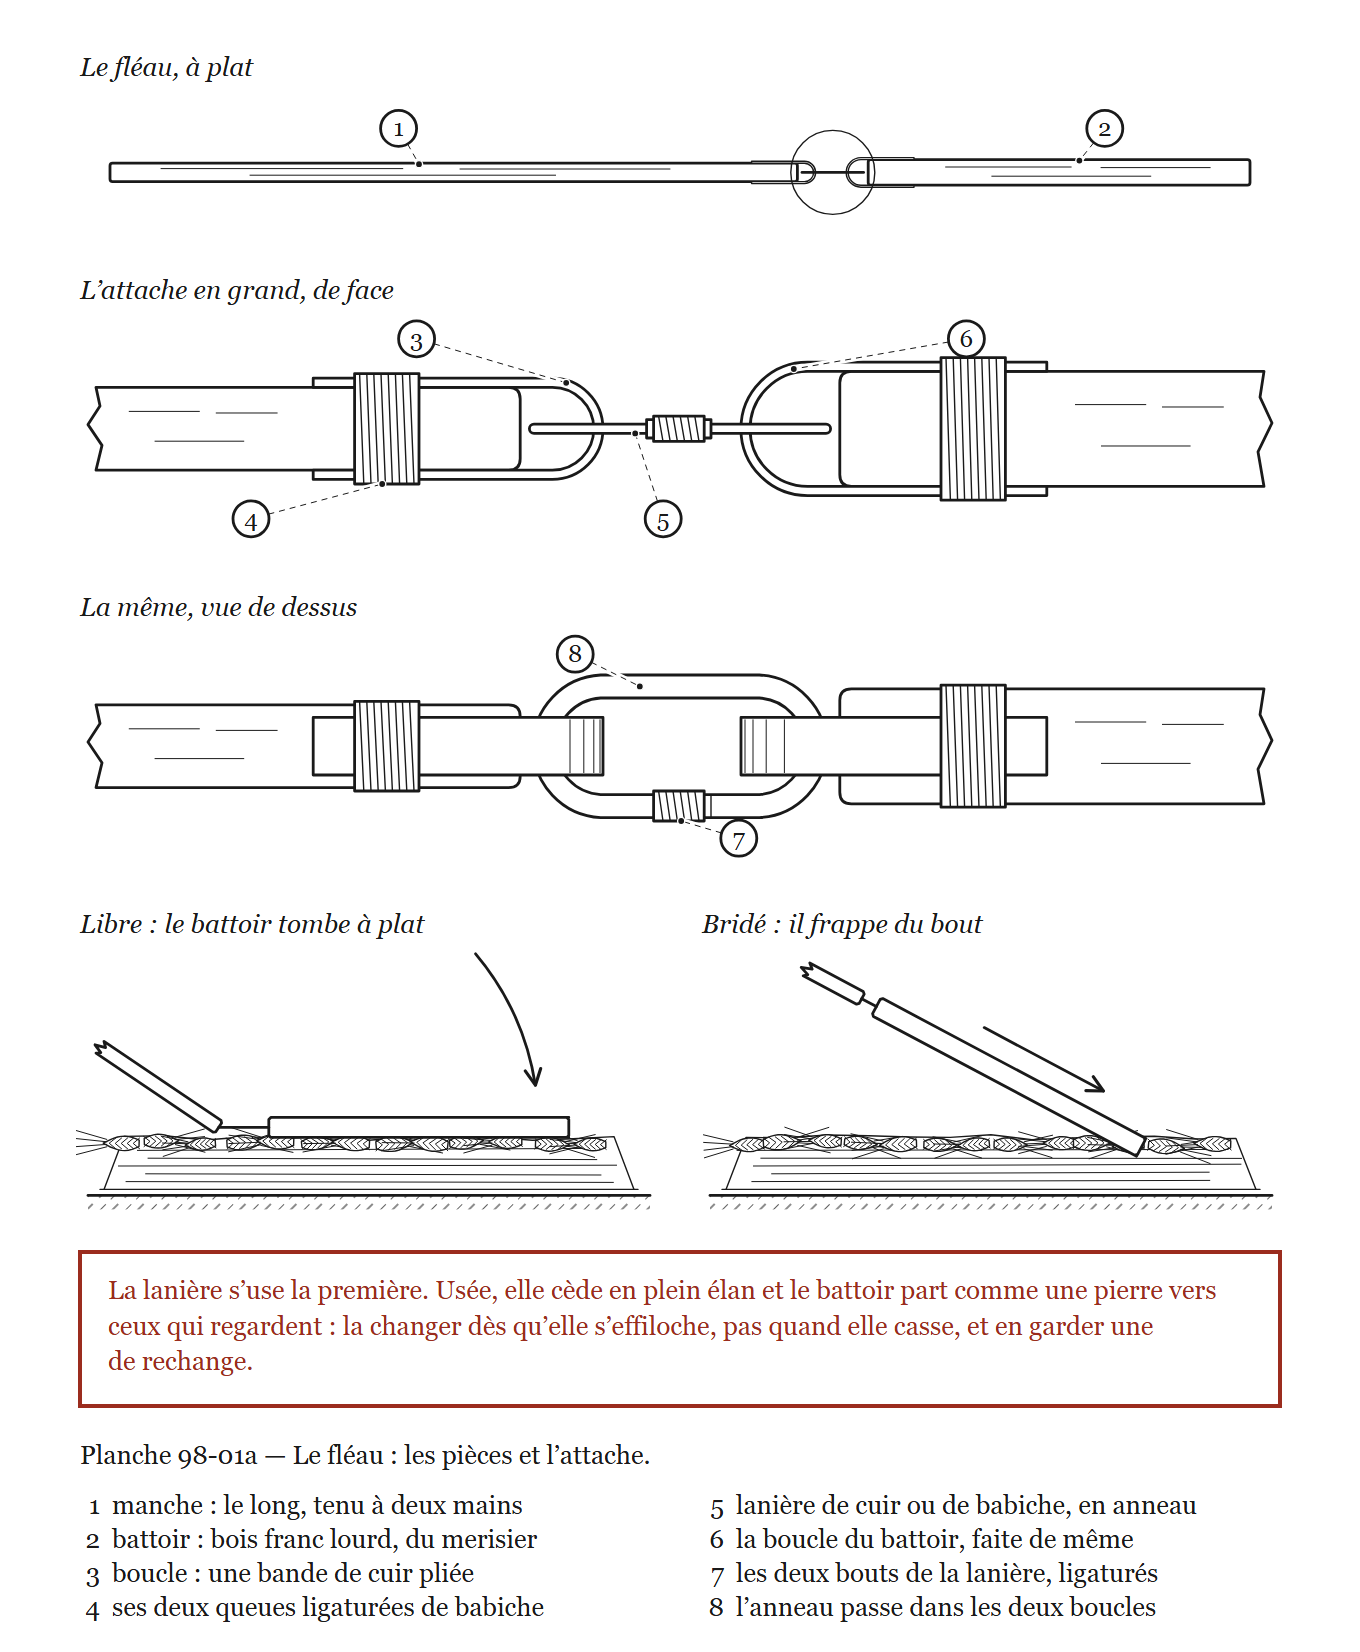 Le fléau, à plat
1
2
L’attache en grand, de face
3
6
4
5
La même, vue de dessus
8
7
Libre : le battoir tombe à plat
Bridé : il frappe du bout
La lanière s’use la première. Usée, elle cède en plein élan et le battoir part comme une pierre vers
ceux qui regardent : la changer dès qu’elle s’effiloche, pas quand elle casse, et en garder une
de rechange.
Planche 98-01a — Le fléau : les pièces et l’attache.
1 manche : le long, tenu à deux mains
2 battoir : bois franc lourd, du merisier
3 boucle : une bande de cuir pliée
4 ses deux queues ligaturées de babiche
5 lanière de cuir ou de babiche, en anneau
6 la boucle du battoir, faite de même
7 les deux bouts de la lanière, ligaturés
8 l’anneau passe dans les deux boucles